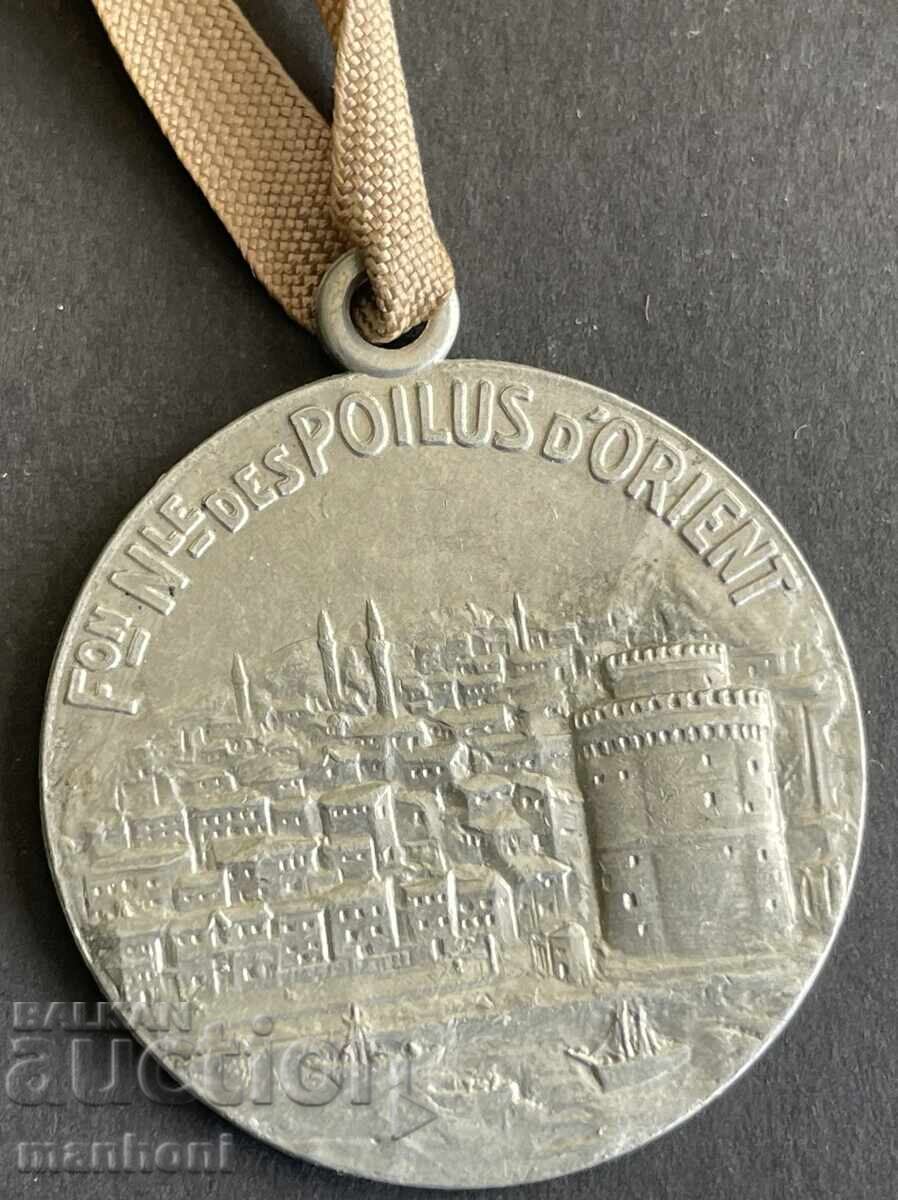 Fon Nle DES POILUS D'ORIENT
BALKAN
auction
manhoni